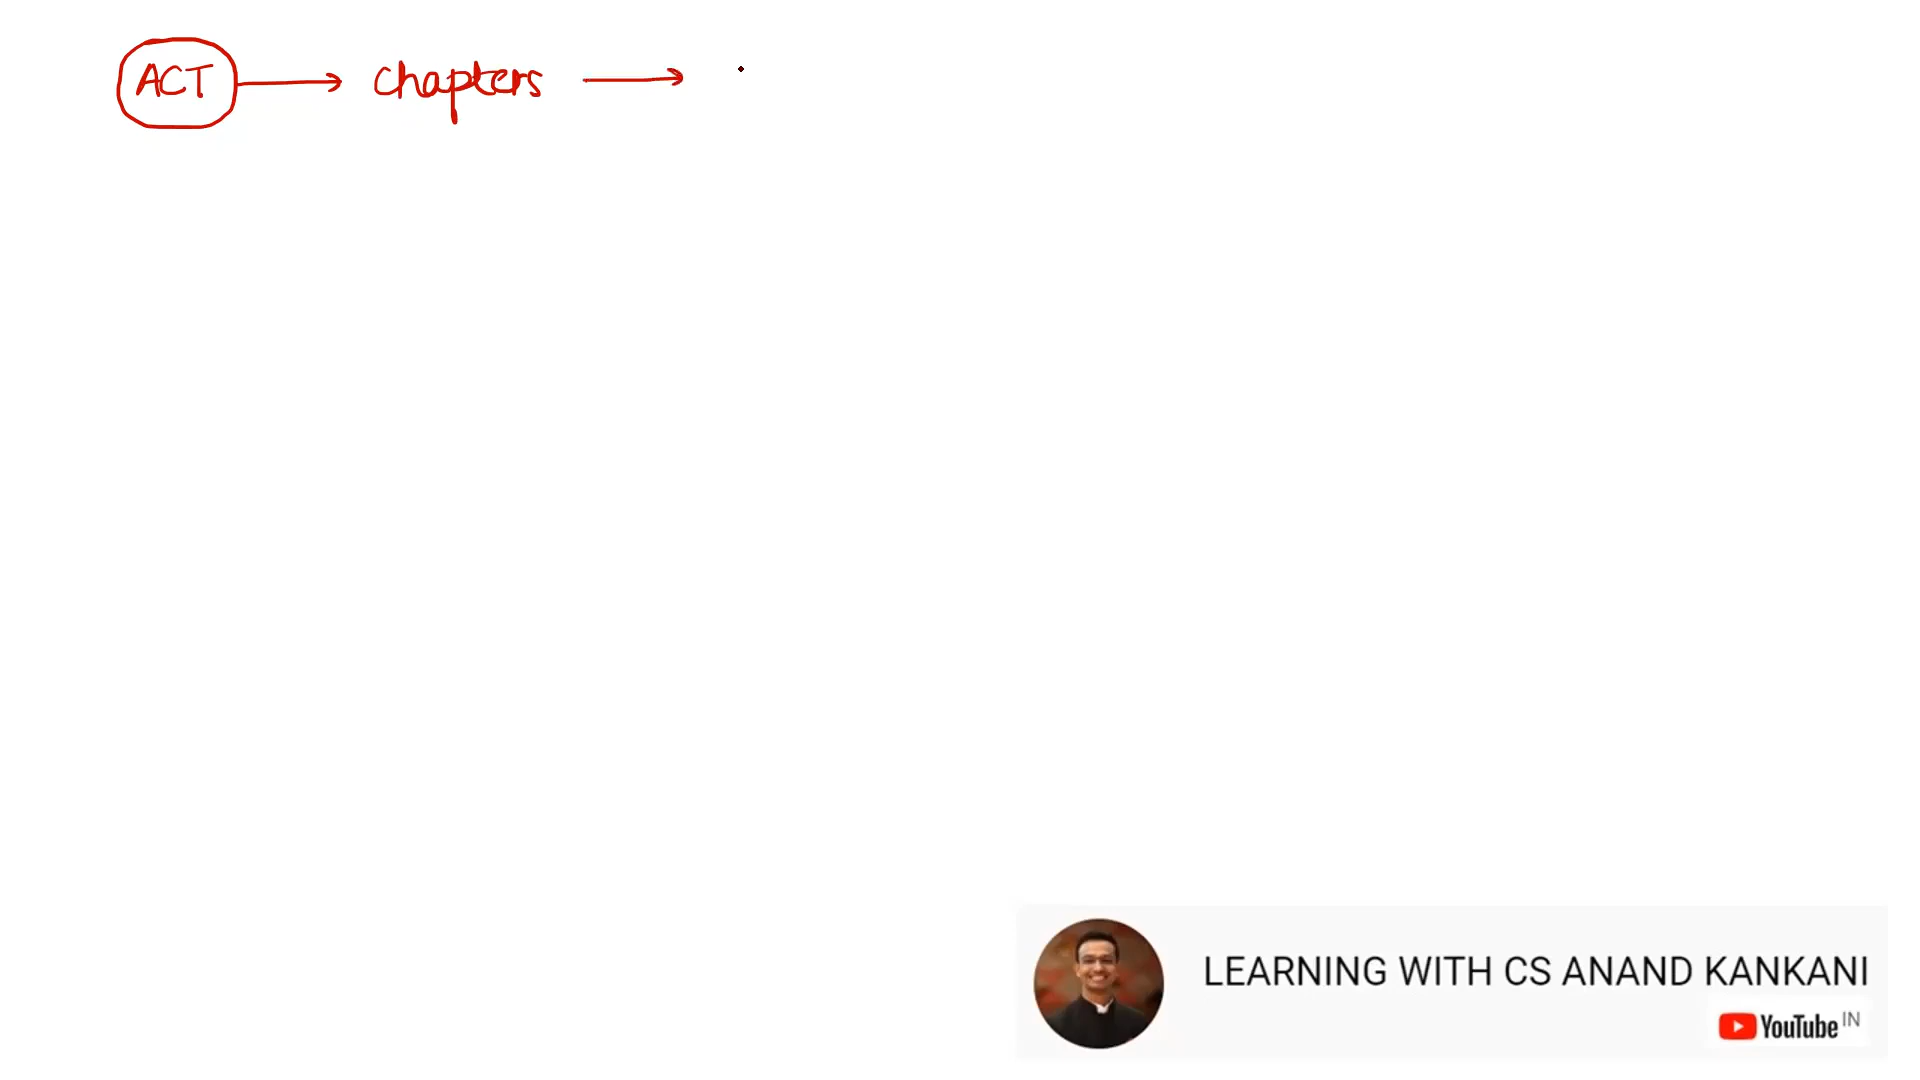 ACT → chapters →
LEARNING WITH CS ANAND KANKANI
YouTube IN